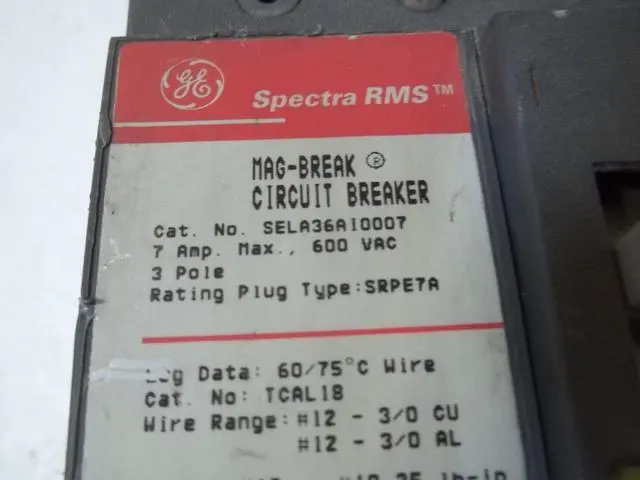 GE Spectra RMS™
MAG-BREAK ®
CIRCUIT BREAKER
Cat. No. SELA36AI0007
7 Amp. Max., 600 VAC
3 Pole
Rating Plug Type:SRPE7A
Lug Data: 60/75°C Wire
Cat. No: TCAL18
Wire Range: #12 - 3/0 CU
#12 - 3/0 AL